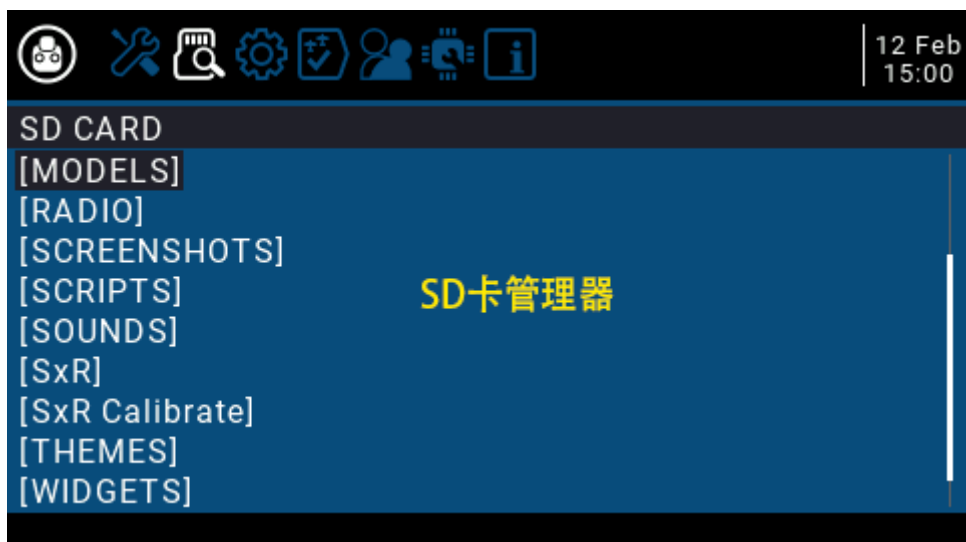 12 Feb
15:00
SD CARD
[MODELS]
[RADIO]
[SCREENSHOTS]
[SCRIPTS]
SD卡管理器
[SOUNDS]
[SxR]
[SxR Calibrate]
[THEMES]
[WIDGETS]